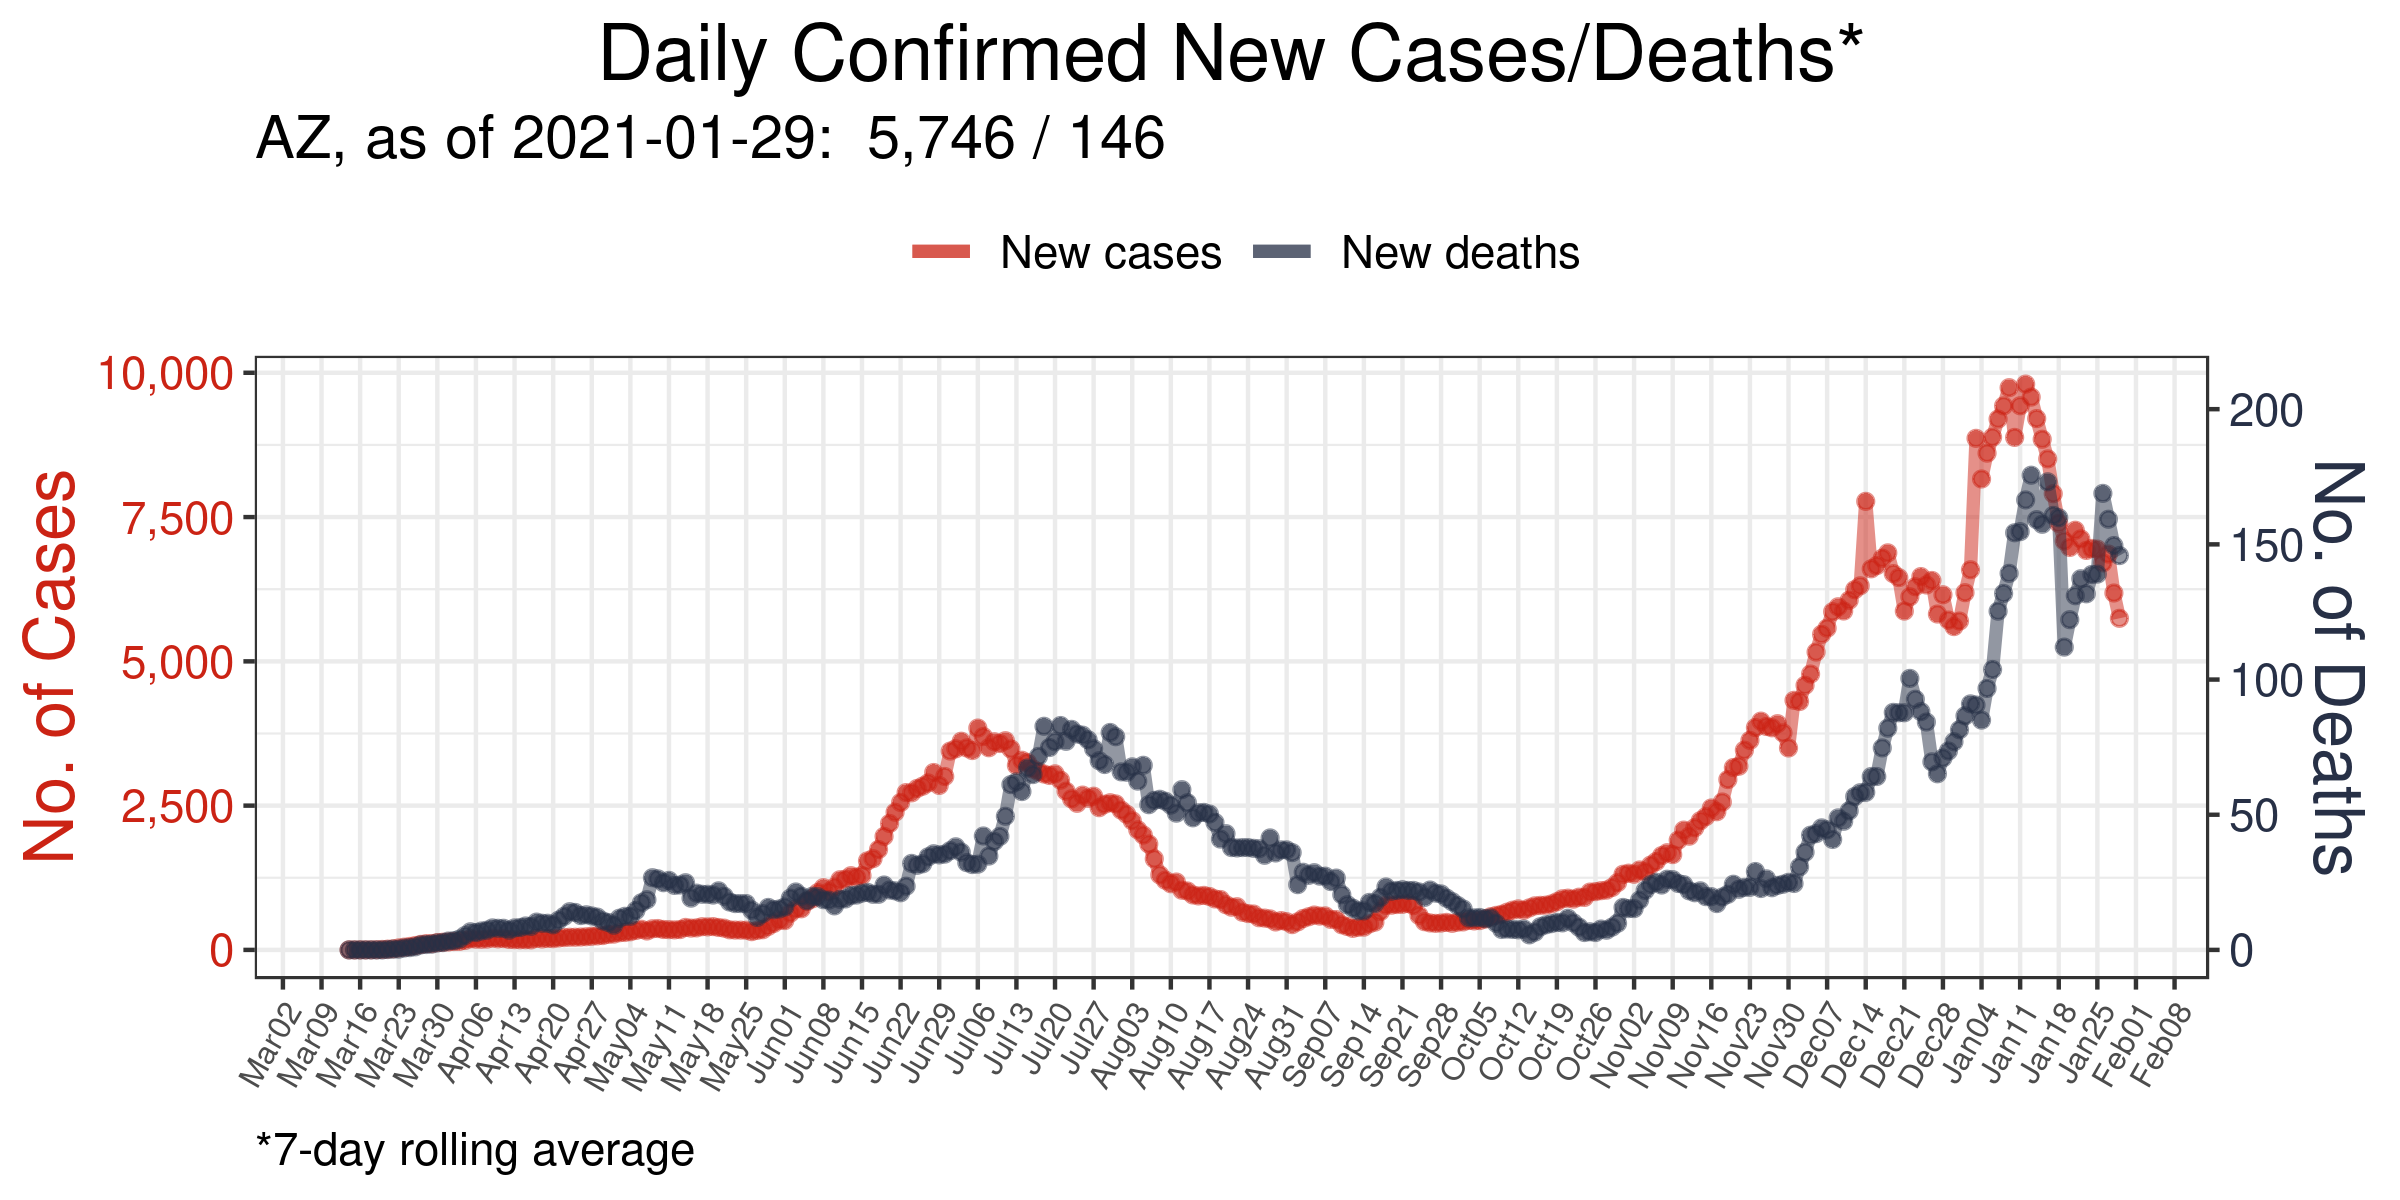 Daily Confirmed New Cases/Deaths*
AZ, as of 2021-01-29:  5,746 / 146
New cases New deaths
No. of Cases
10,000
7,500
5,000
2,500
0
200
150
100
50
0
No. of Deaths
Mar02 Mar09 Mar16 Mar23 Mar30 Apr06 Apr13 Apr20 Apr27 May04 May11 May18 May25 Jun01 Jun08 Jun15 Jun22 Jun29 Jul06 Jul13 Jul20 Jul27 Aug03 Aug10 Aug17 Aug24 Aug31 Sep07 Sep14 Sep21 Sep28 Oct05 Oct12 Oct19 Oct26 Nov02 Nov09 Nov16 Nov23 Nov30 Dec07 Dec14 Dec21 Dec28 Jan04 Jan11 Jan18 Jan25 Feb01 Feb08
*7-day rolling average